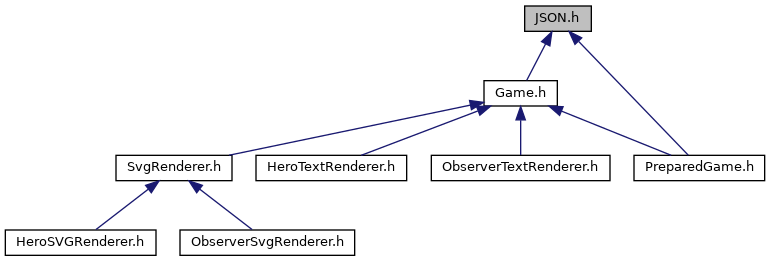 JSON.h
Game.h
SvgRenderer.h
HeroTextRenderer.h
ObserverTextRenderer.h
PreparedGame.h
HeroSVGRenderer.h
ObserverSvgRenderer.h